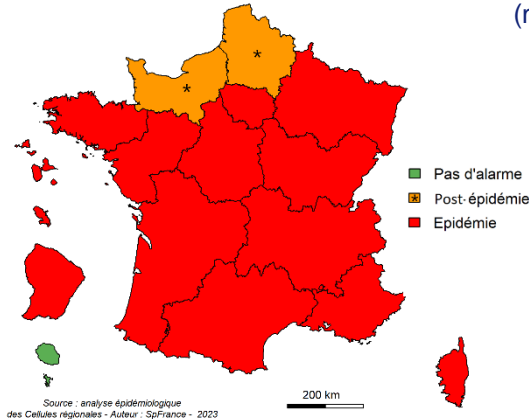 (r
Pas d'alarme
* Post-épidémie
Epidémie
*
*
200 km
Source : analyse épidémiologique
des Cellules régionales - Auteur : SpFrance - 2023